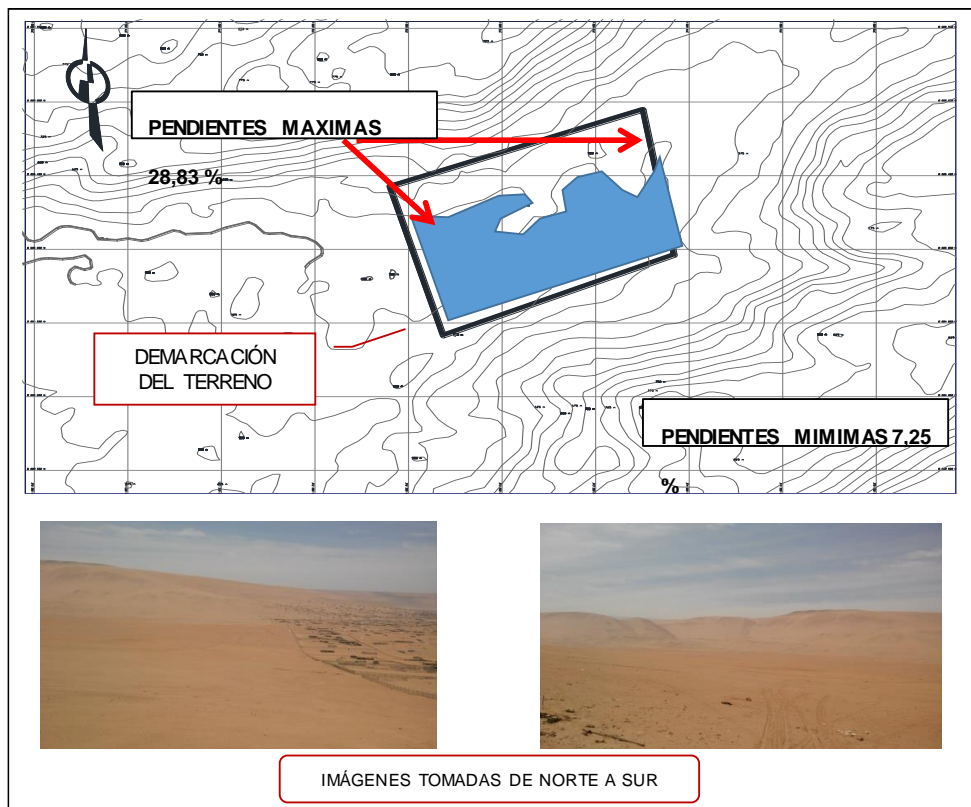 PENDIENTES MAXIMAS
28,83 %
DEMARCACIÓN
DEL TERRENO
PENDIENTES MIMIMAS 7,25
%
IMÁGENES TOMADAS DE NORTE A SUR